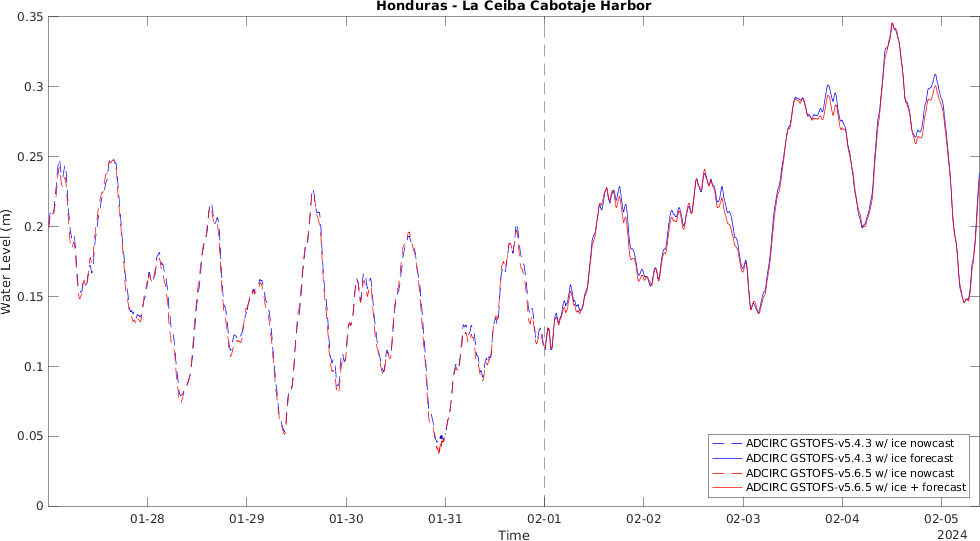 Honduras - La Ceiba Cabotaje Harbor
0.35
0.3
0.25
0.2
0.15
0.1
0.05
0
Water Level (m)
01-28
01-29
01-30
01-31
02-01
02-02
02-03
02-04
02-05
Time
2024
ADCIRC GSTOFS-v5.4.3 w/ ice nowcast
ADCIRC GSTOFS-v5.4.3 w/ ice forecast
ADCIRC GSTOFS-v5.6.5 w/ ice nowcast
ADCIRC GSTOFS-v5.6.5 w/ ice + forecast